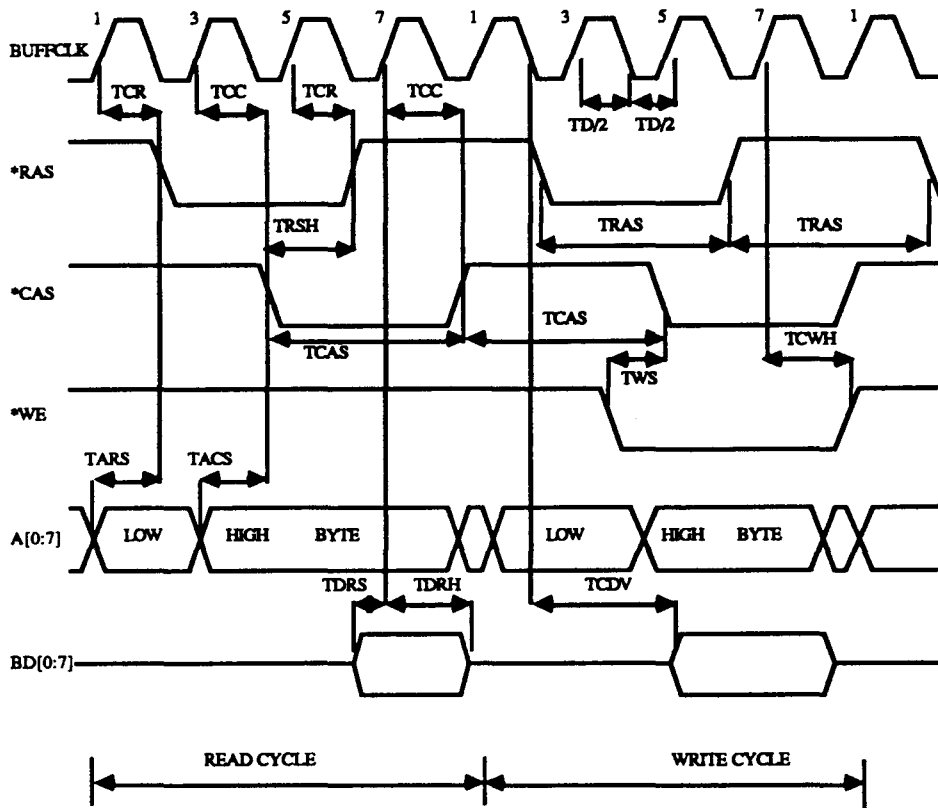 1 3 5 7 1 3 5 7 1
BUFFCLK
TCR TCC TCR TCC TD/2 TD/2
*RAS
TRSH TRAS TRAS
*CAS
TCAS TCAS TCWH
TWS
*WE
TARS TACS
A[0:7] LOW HIGH BYTE LOW HIGH BYTE
TDRS TDRH TCDV
BD[0:7]
READ CYCLE WRITE CYCLE